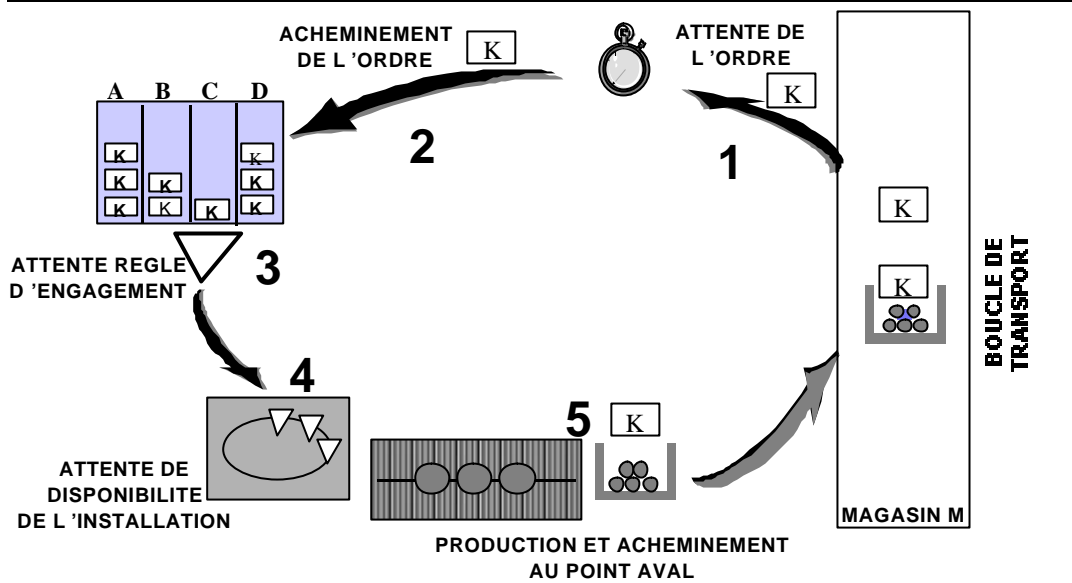 ACHEMINEMENT
DE L 'ORDRE
K
ATTENTE DE
L 'ORDRE
K
1
2
A B C D
K K
K K K
K K K K
3
ATTENTE REGLE
D 'ENGAGEMENT
4
ATTENTE DE
DISPONIBILITE
DE L 'INSTALLATION
5
K
PRODUCTION ET ACHEMINEMENT
AU POINT AVAL
K
K
MAGASIN M
BOUCLE DE
TRANSPORT